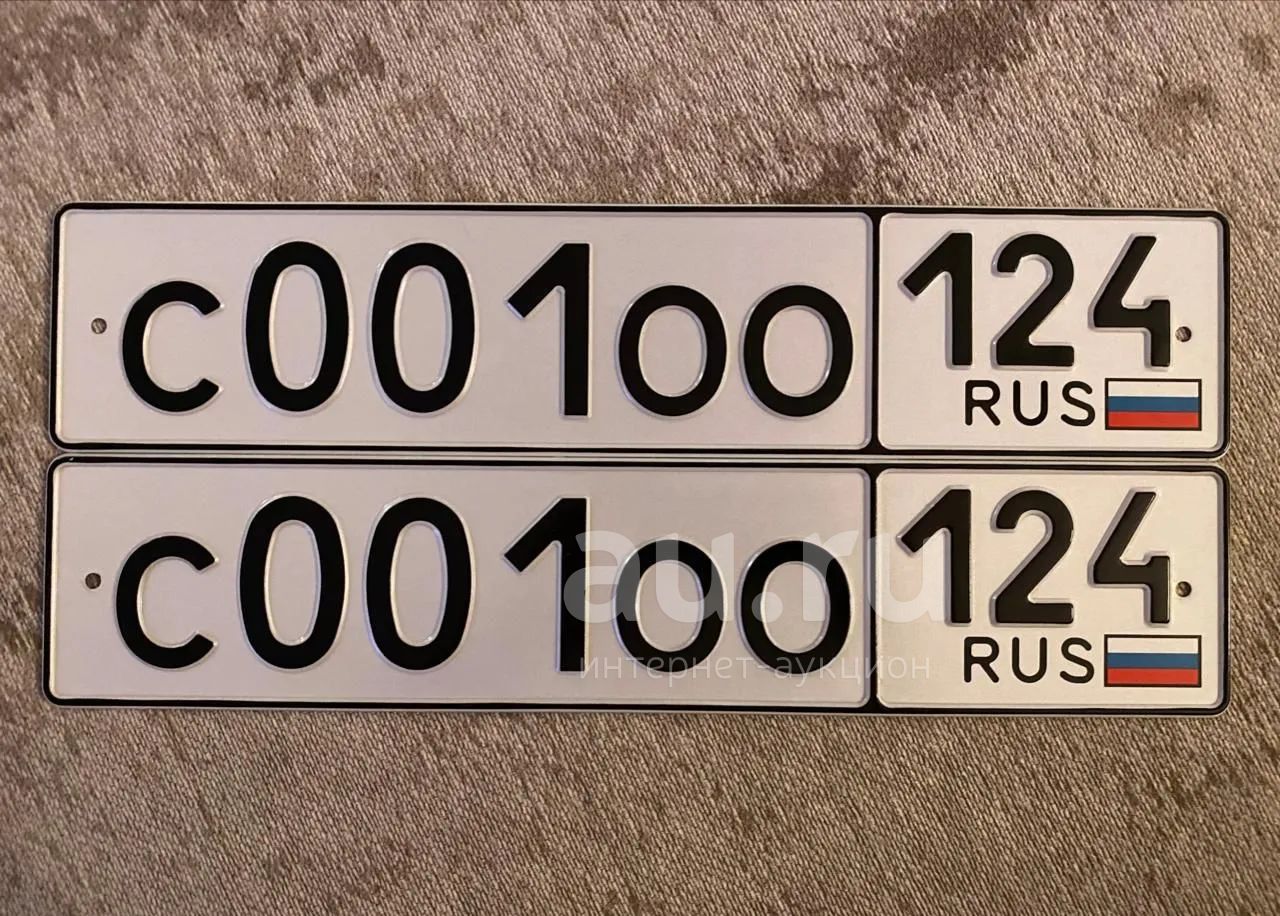 С001ОО 124
RUS
С001ОО 124
RUS
au.ru
интернет-аукцион